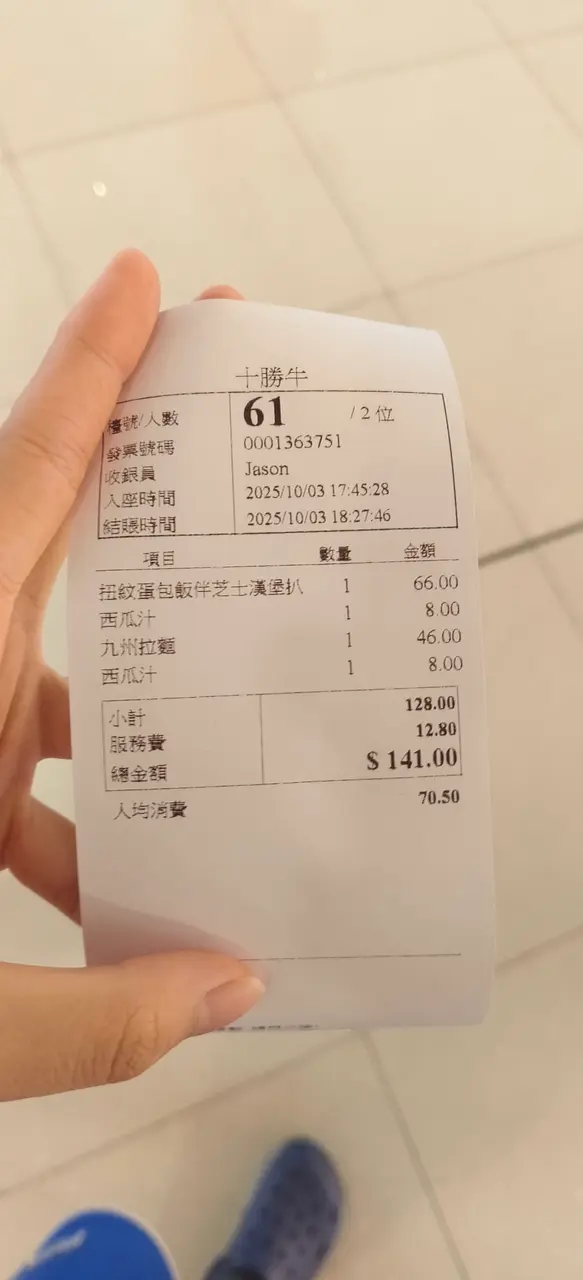 十勝牛
檯號/人數 61 / 2 位
發票號碼 0001363751
收銀員 Jason
入座時間 2025/10/03 17:45:28
結賬時間 2025/10/03 18:27:46
項目 數量 金額
扭紋蛋包飯伴芝士漢堡扒 1 66.00
西瓜汁 1 8.00
九州拉麵 1 46.00
西瓜汁 1 8.00
小計 128.00
服務費 12.80
總金額 $ 141.00
人均消費 70.50